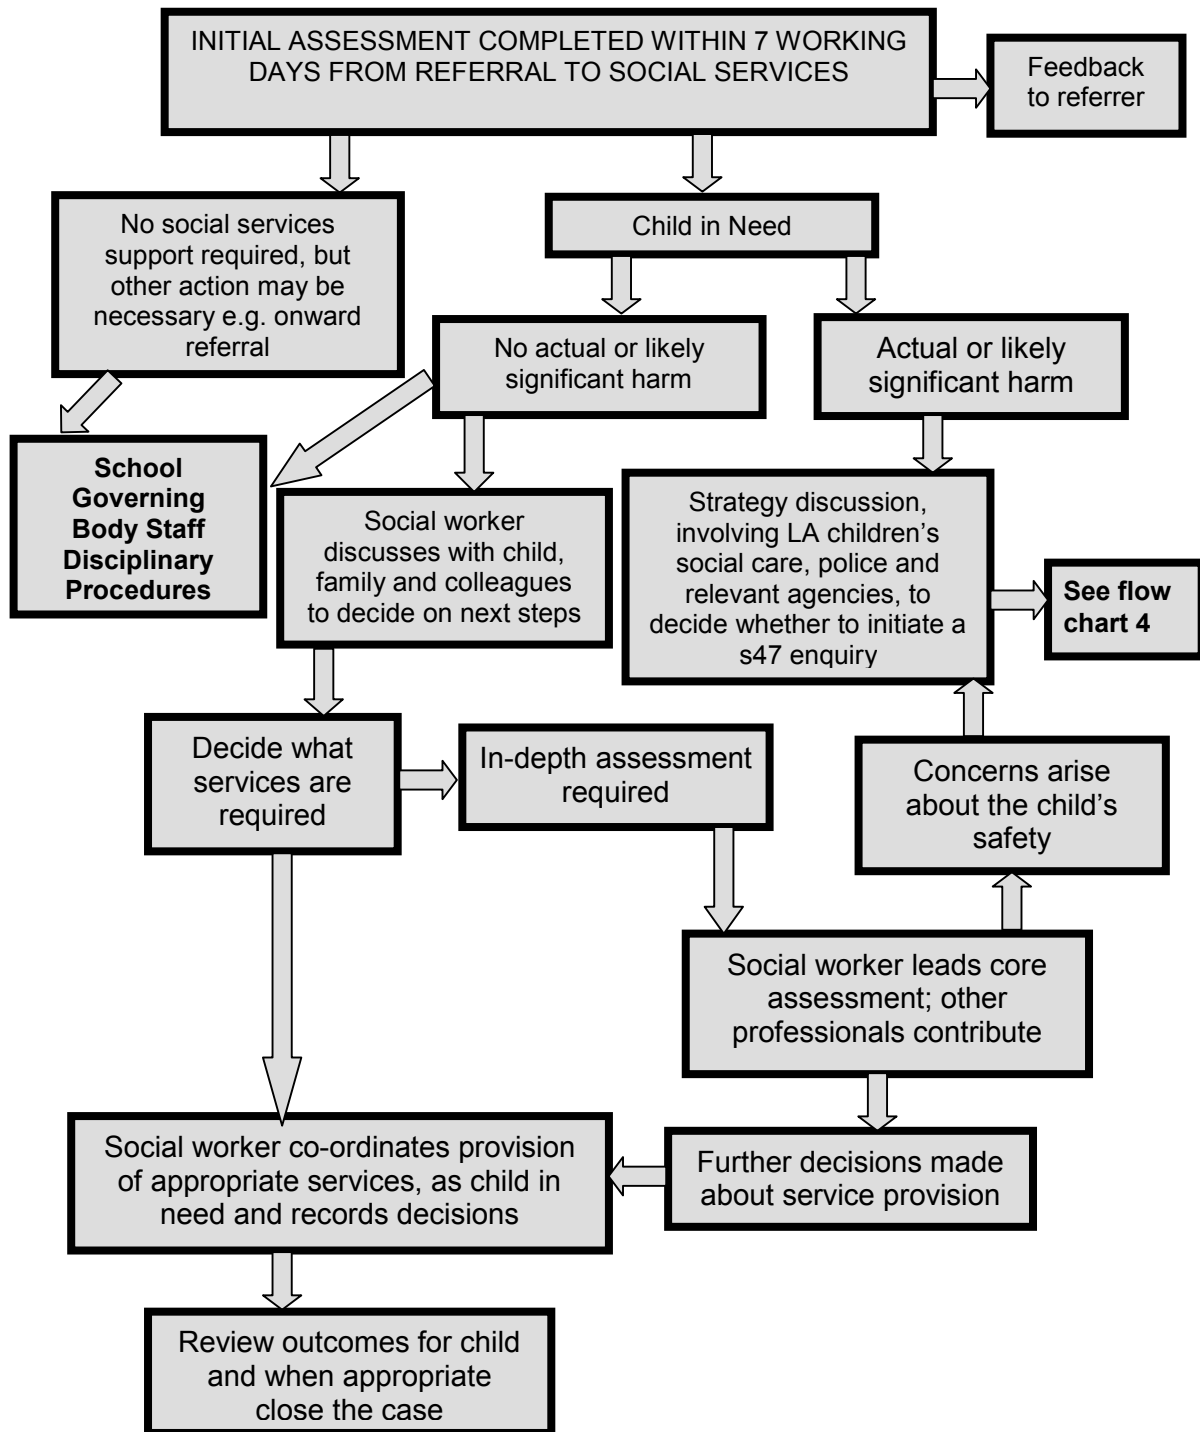 INITIAL ASSESSMENT COMPLETED WITHIN 7 WORKING
DAYS FROM REFERRAL TO SOCIAL SERVICES
Feedback
to referrer
No social services
support required, but
other action may be
necessary e.g. onward
referral
Child in Need
No actual or likely
significant harm
Actual or likely
significant harm
School
Governing
Body Staff
Disciplinary
Procedures
Social worker
discusses with child,
family and colleagues
to decide on next steps
Strategy discussion,
involving LA children’s
social care, police and
relevant agencies, to
decide whether to initiate a
s47 enquiry
See flow
chart 4
Decide what
services are
required
In-depth assessment
required
Concerns arise
about the child’s
safety
Social worker leads core
assessment; other
professionals contribute
Social worker co-ordinates provision
of appropriate services, as child in
need and records decisions
Further decisions made
about service provision
Review outcomes for child
and when appropriate
close the case